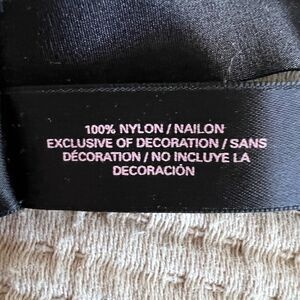 100% NYLON / NAILON
EXCLUSIVE OF DECORATION / SANS
DÉCORATION / NO INCLUYE LA
DECORACIÓN